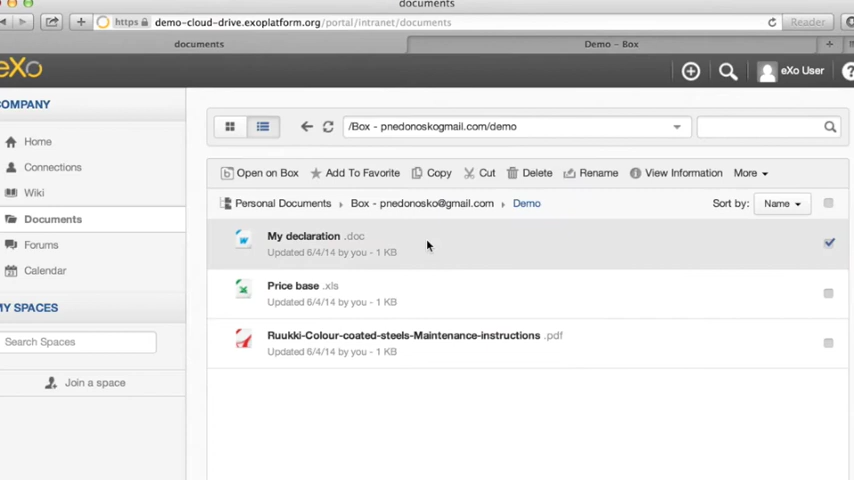 documents
https demo-cloud-drive.exoplatform.org/portal/intranet/documents
Reader
documents
Demo – Box
eXo
eXo User
COMPANY
Home
Connections
Wiki
Documents
Forums
Calendar
MY SPACES
Search Spaces
Join a space
/Box - pnedonoskogmail.com/demo
Open on Box
Add To Favorite
Copy
Cut
Delete
Rename
View Information
More
Personal Documents
Box - pnedonosko@gmail.com
Demo
Sort by:
Name
My declaration .doc
Updated 6/4/14 by you - 1 KB
Price base .xls
Updated 6/4/14 by you - 1 KB
Ruukki-Colour-coated-steels-Maintenance-instructions .pdf
Updated 6/4/14 by you - 1 KB